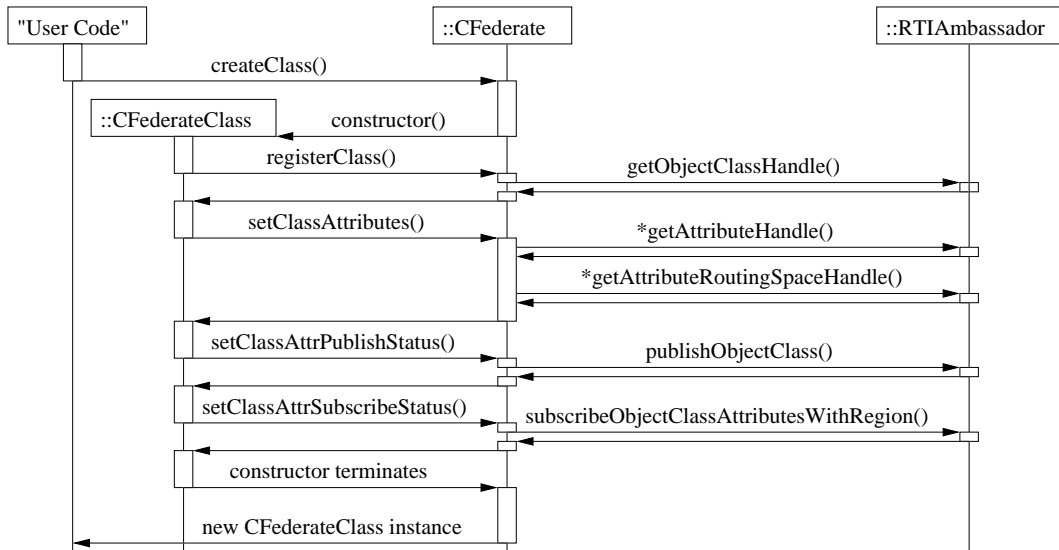 "User Code"
::CFederate
::RTIAmbassador
createClass()
::CFederateClass
constructor()
registerClass()
getObjectClassHandle()
setClassAttributes()
*getAttributeHandle()
*getAttributeRoutingSpaceHandle()
setClassAttrPublishStatus()
publishObjectClass()
setClassAttrSubscribeStatus()
subscribeObjectClassAttributesWithRegion()
constructor terminates
new CFederateClass instance